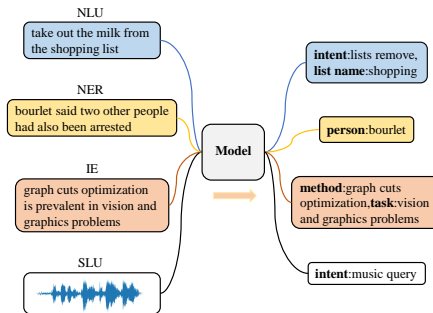 NLU
take out the milk from
the shopping list
NER
bourlet said two other people
had also been arrested
IE
graph cuts optimization
is prevalent in vision and
graphics problems
SLU
Model
intent:lists remove,
list name:shopping
person:bourlet
method:graph cuts
optimization,task:vision
and graphics problems
intent:music query